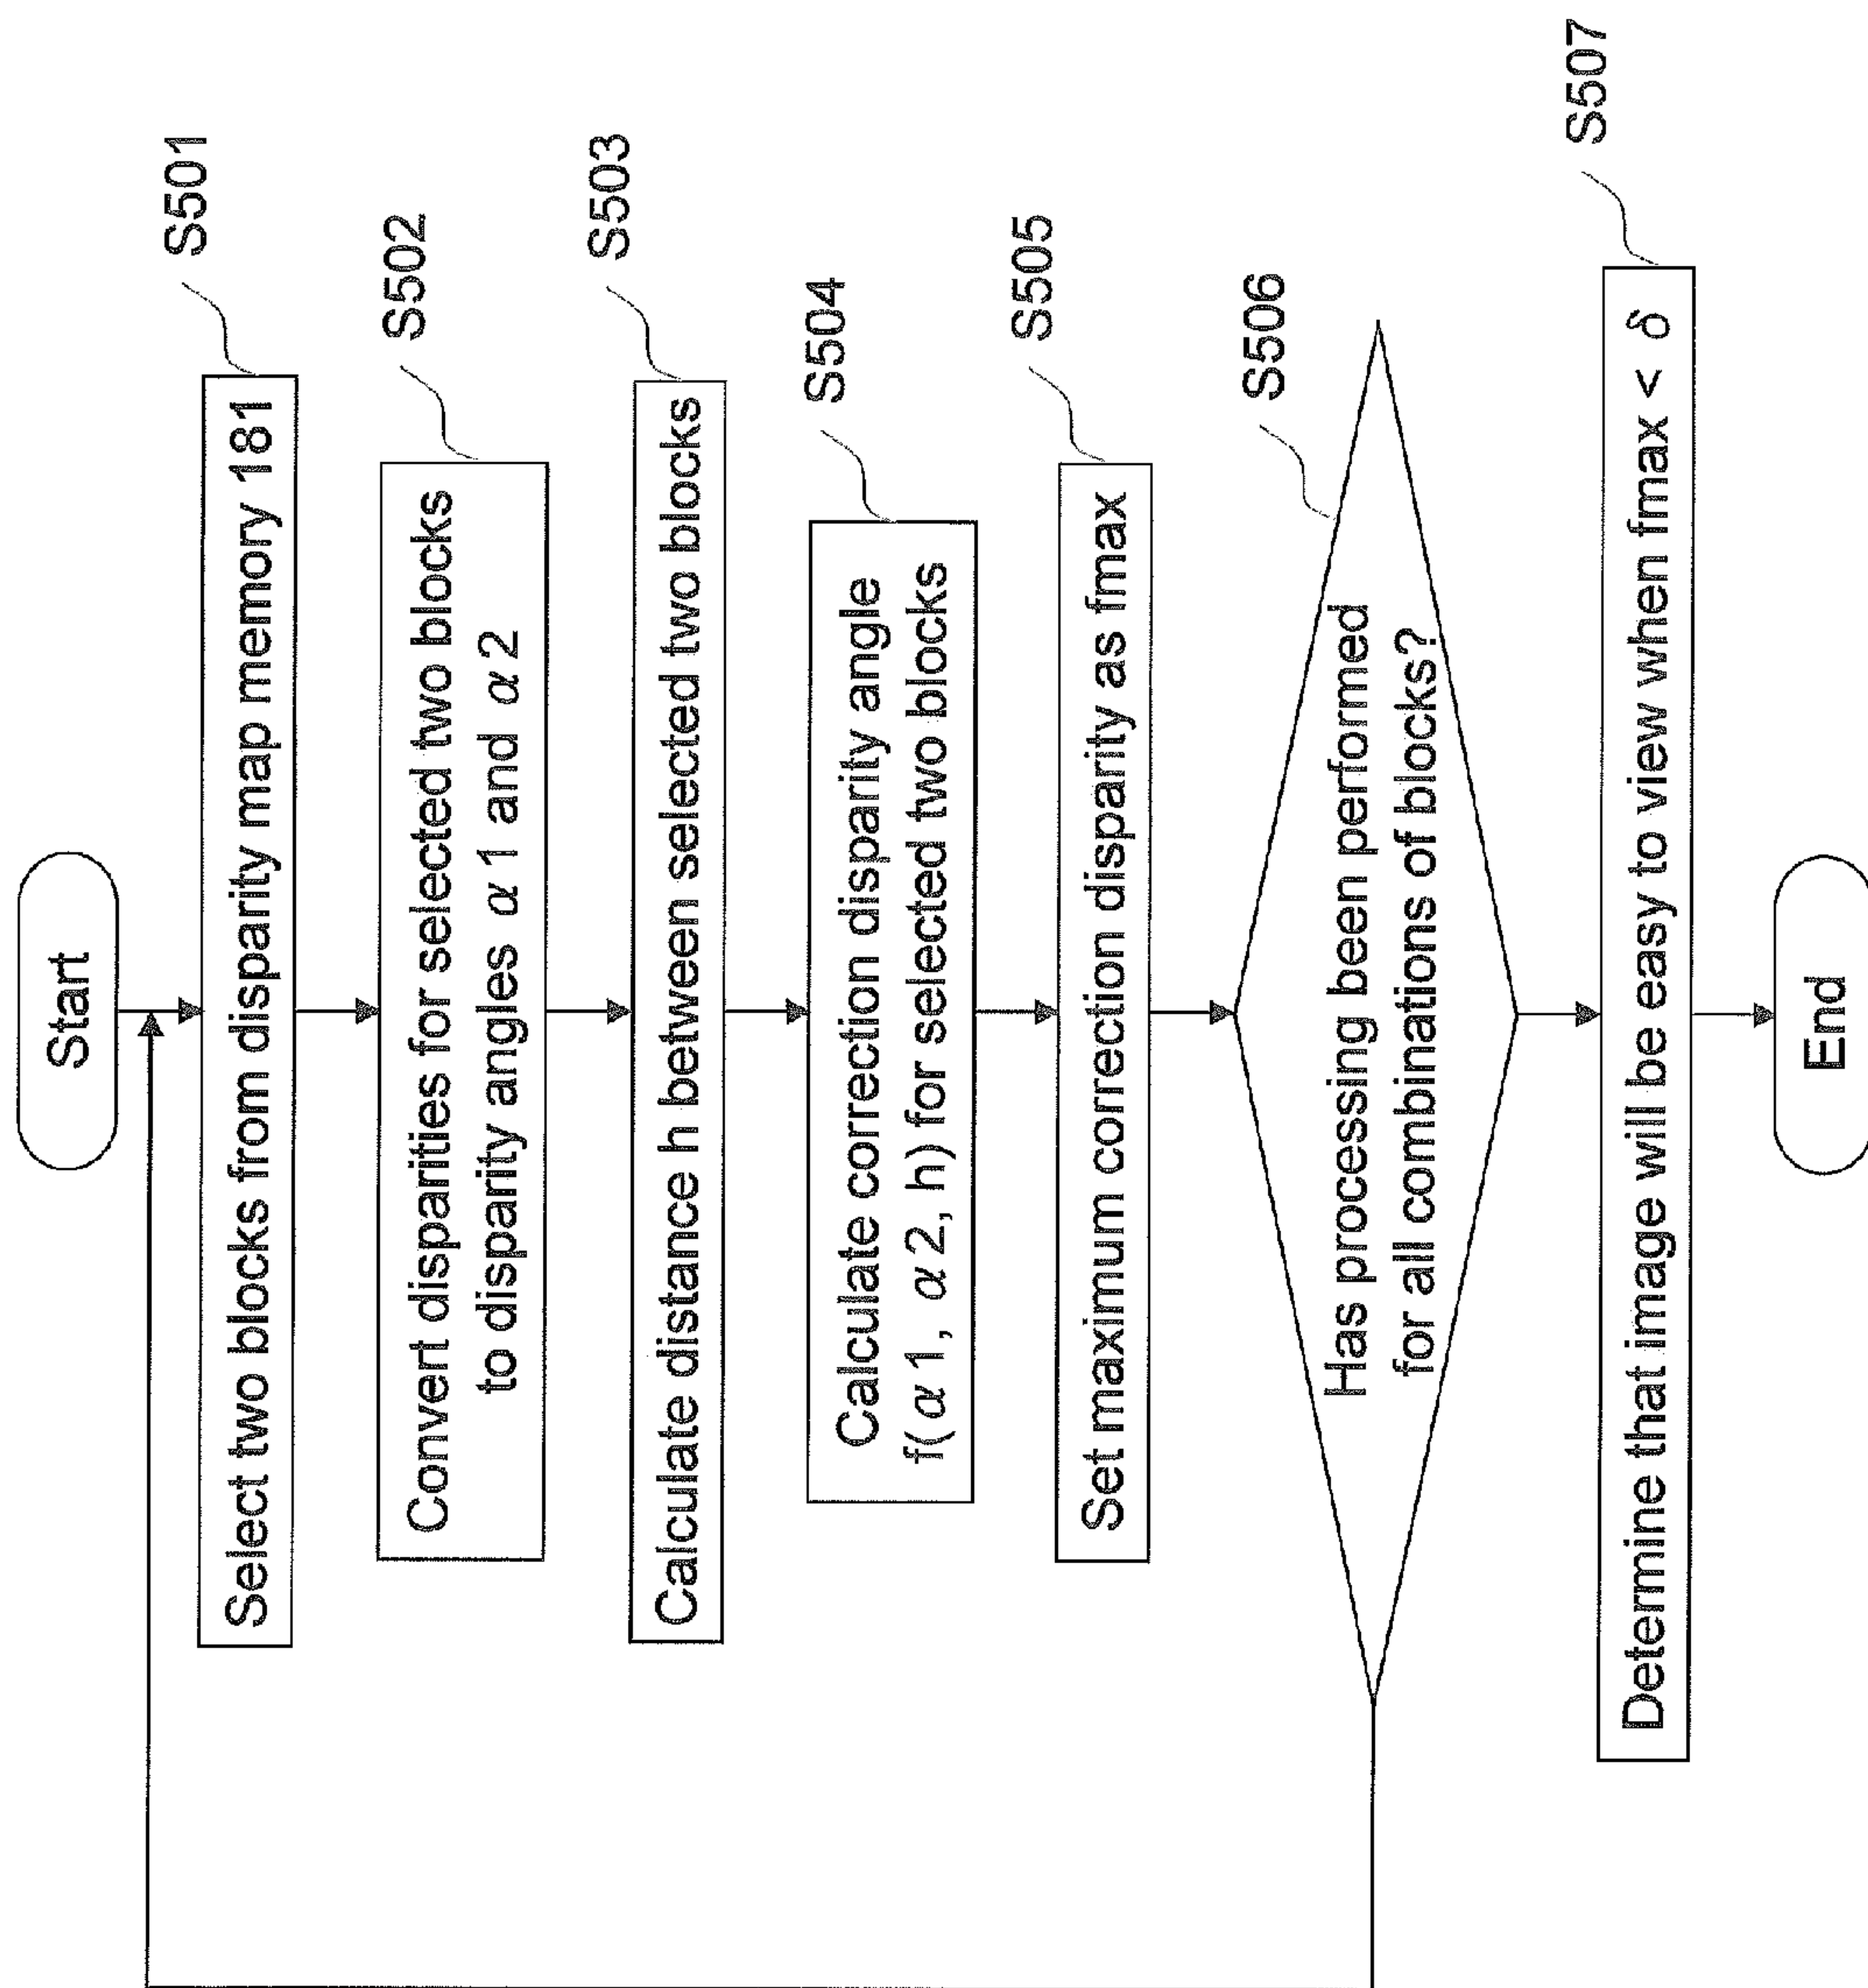 Start
Select two blocks from disparity map memory 181
S501
Convert disparities for selected two blocks
to disparity angles α1 and α2
S502
Calculate distance h between selected two blocks
S503
Calculate correction disparity angle
f(α1, α2, h) for selected two blocks
S504
Set maximum correction disparity as fmax
S505
Has processing been performed
for all combinations of blocks?
S506
Determine that image will be easy to view when fmax < δ
S507
End